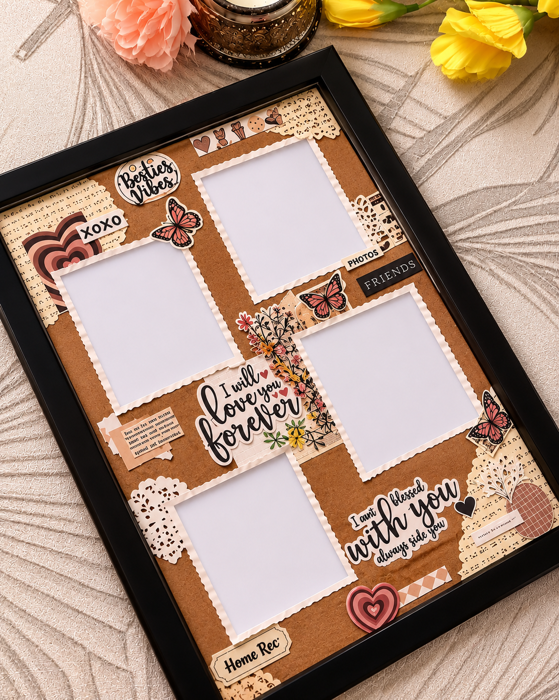 Besties
Vibes
XOXO
PHOTOS
FRIENDS
I will
love you
forever
I am't blessed
with you
always side you
Home Rec